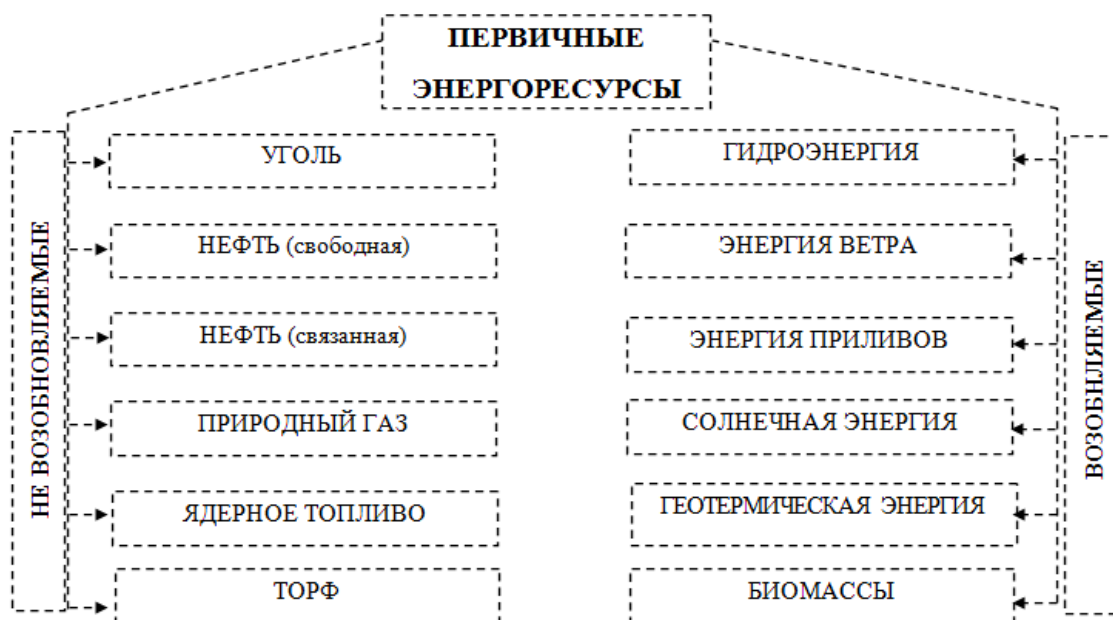 ПЕРВИЧНЫЕ
ЭНЕРГОРЕСУРСЫ
НЕ ВОЗОБНОВЛЯЕМЫЕ
УГОЛЬ
НЕФТЬ (свободная)
НЕФТЬ (связанная)
ПРИРОДНЫЙ ГАЗ
ЯДЕРНОЕ ТОПЛИВО
ТОРФ
ГИДРОЭНЕРГИЯ
ЭНЕРГИЯ ВЕТРА
ЭНЕРГИЯ ПРИЛИВОВ
СОЛНЕЧНАЯ ЭНЕРГИЯ
ГЕОТЕРМИЧЕСКАЯ ЭНЕРГИЯ
БИОМАССЫ
ВОЗОБНЛЯЕМЫЕ